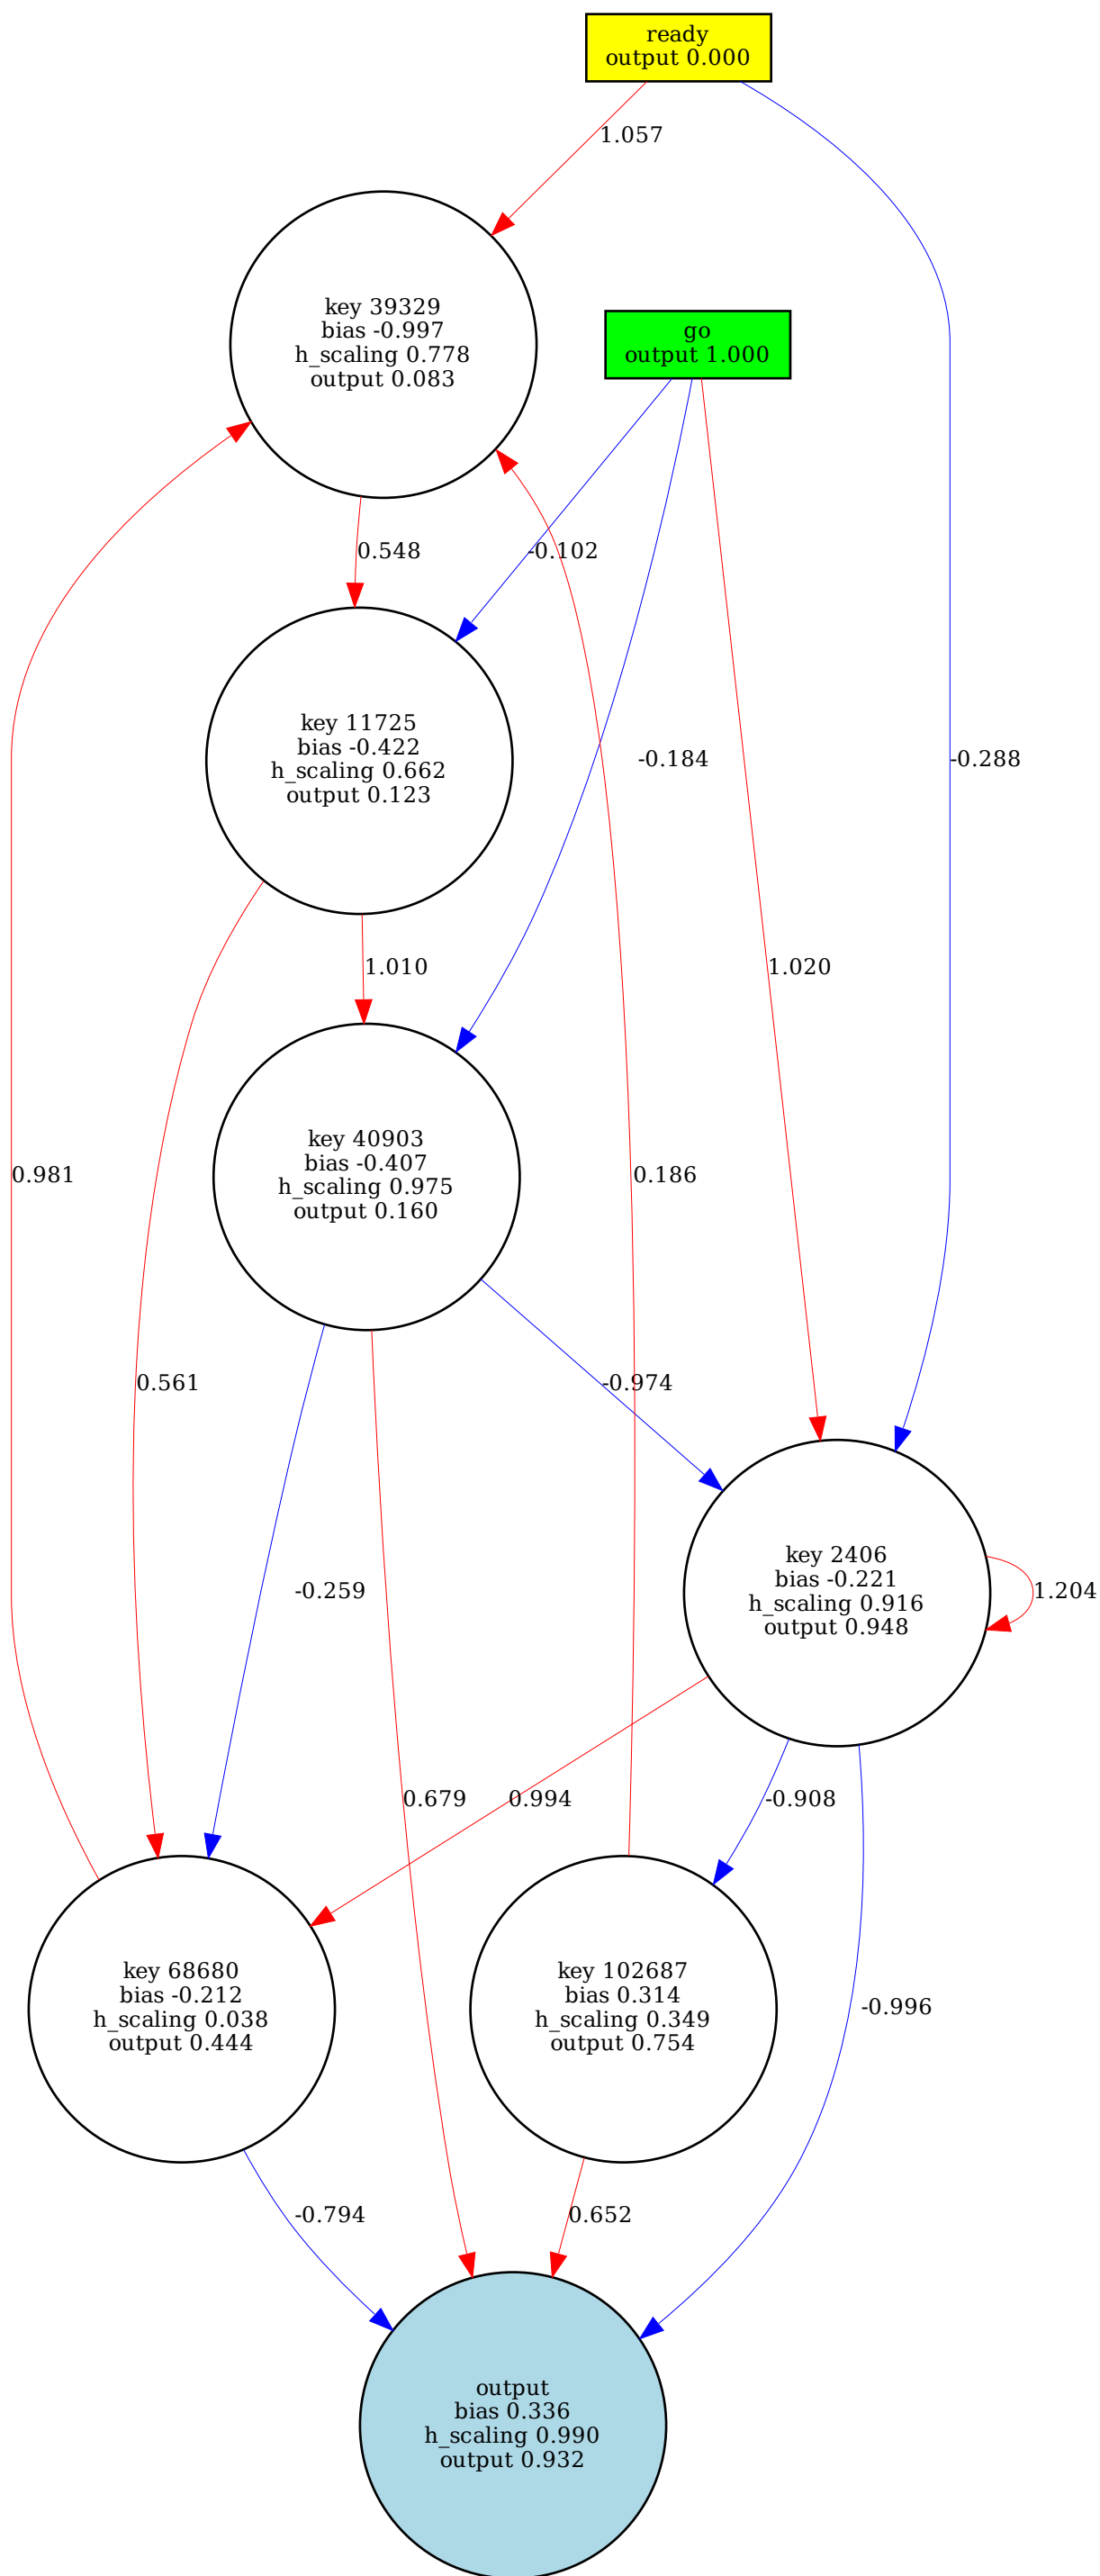 ready
output 0.000
1.057
key 39329
bias -0.997
h_scaling 0.778
output 0.083
go
output 1.000
0.548
-0.102
key 11725
bias -0.422
h_scaling 0.662
output 0.123
-0.184
-0.288
1.010
1.020
key 40903
bias -0.407
h_scaling 0.975
output 0.160
0.981
0.186
0.561
-0.974
key 2406
bias -0.221
h_scaling 0.916
output 0.948
-0.259
1.204
0.679
0.994
-0.908
key 68680
bias -0.212
h_scaling 0.038
output 0.444
key 102687
bias 0.314
h_scaling 0.349
output 0.754
-0.996
-0.794
0.652
output
bias 0.336
h_scaling 0.990
output 0.932